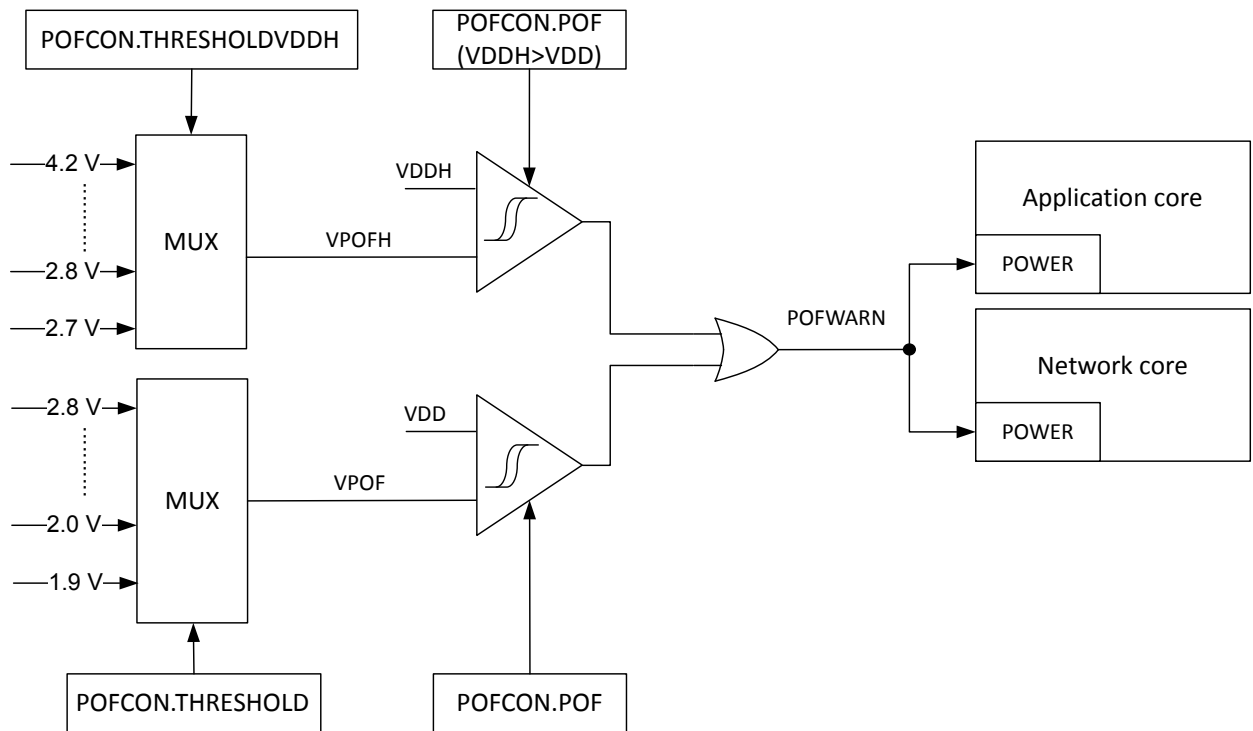 POFCON.THRESHOLDVDDH
POFCON.POF
(VDDH>VDD)
4.2 V
2.8 V
2.7 V
MUX
VPOFH
VDDH
Application core
POWER
POFWARN
Network core
POWER
2.8 V
2.0 V
1.9 V
MUX
VPOF
VDD
POFCON.THRESHOLD
POFCON.POF